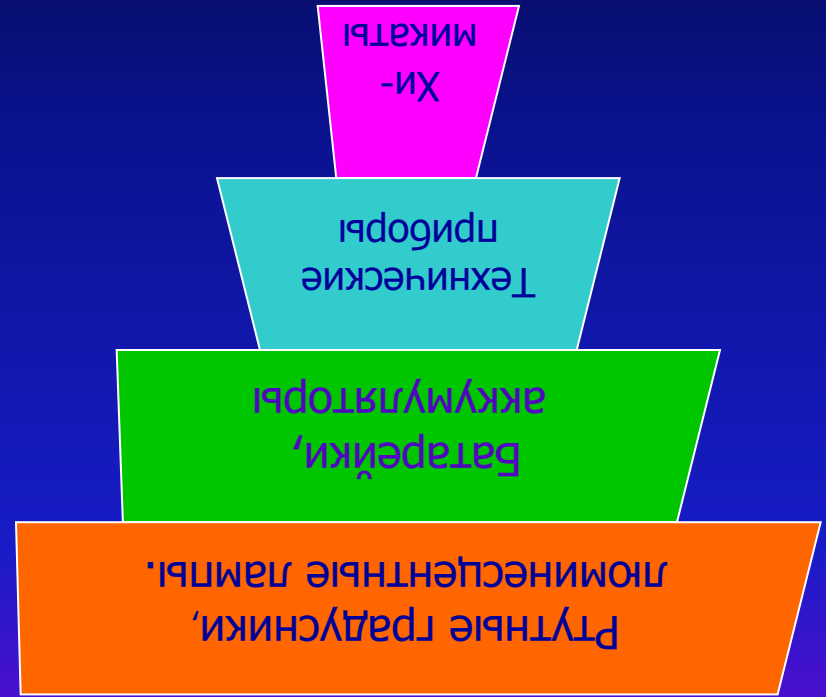 Ртутные градусники,
люминесцентные лампы.
Батарейки,
аккумуляторы
Технические
приборы
Хи-
микаты